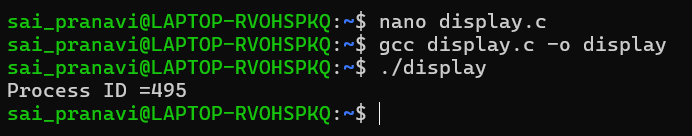 sai_pranavi@LAPTOP-RVOHSPKQ:~$ nano display.c
sai_pranavi@LAPTOP-RVOHSPKQ:~$ gcc display.c -o display
sai_pranavi@LAPTOP-RVOHSPKQ:~$ ./display
Process ID =495
sai_pranavi@LAPTOP-RVOHSPKQ:~$